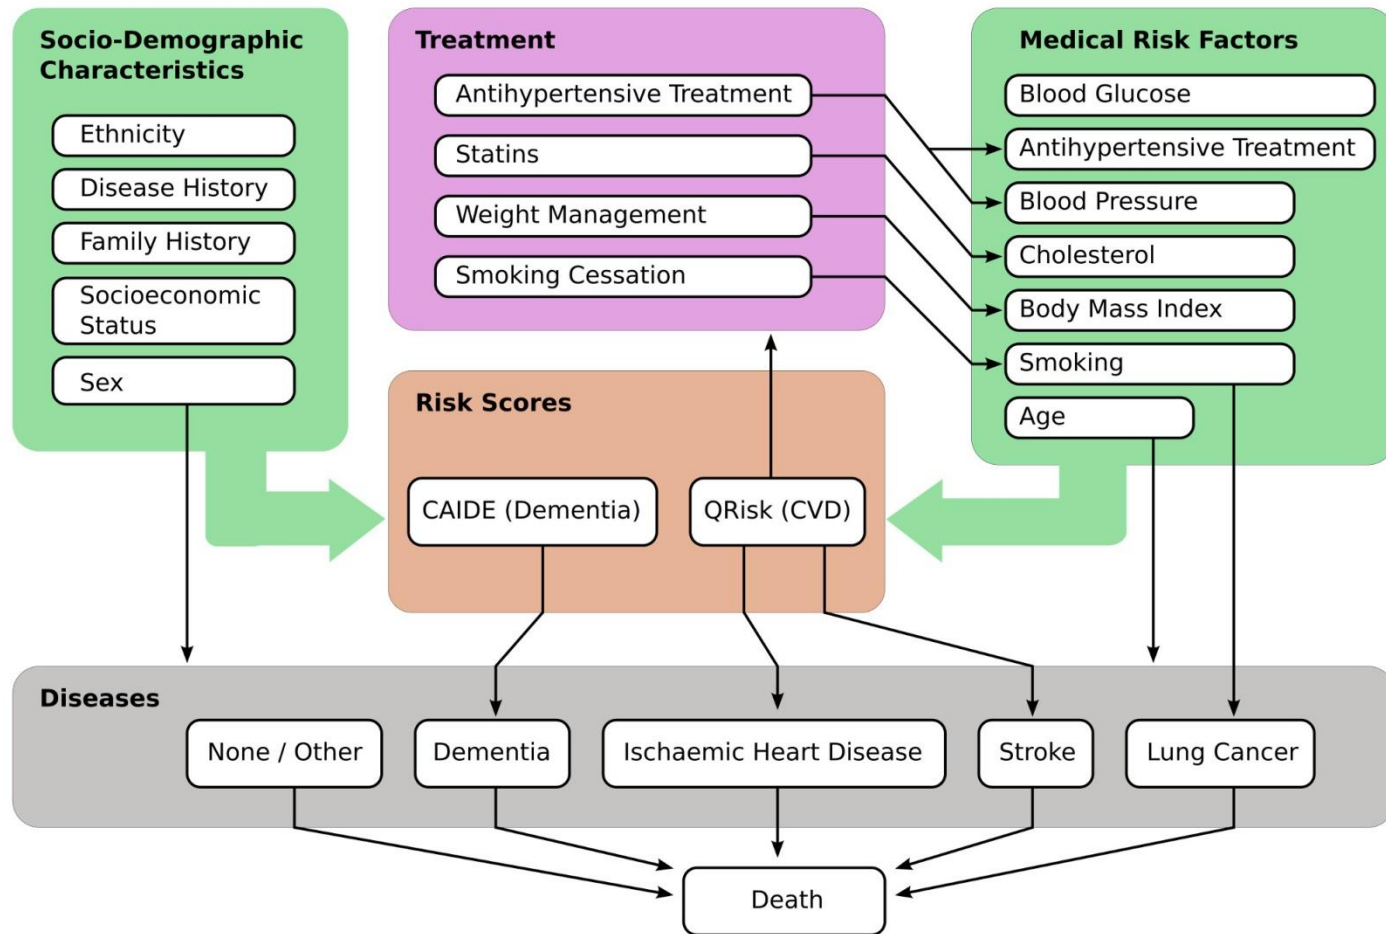 Socio-Demographic
Characteristics
Ethnicity
Disease History
Family History
Socioeconomic
Status
Sex
Treatment
Antihypertensive Treatment
Statins
Weight Management
Smoking Cessation
Medical Risk Factors
Blood Glucose
Antihypertensive Treatment
Blood Pressure
Cholesterol
Body Mass Index
Smoking
Age
Risk Scores
CAIDE (Dementia)
QRisk (CVD)
Diseases
None / Other
Dementia
Ischaemic Heart Disease
Stroke
Lung Cancer
Death